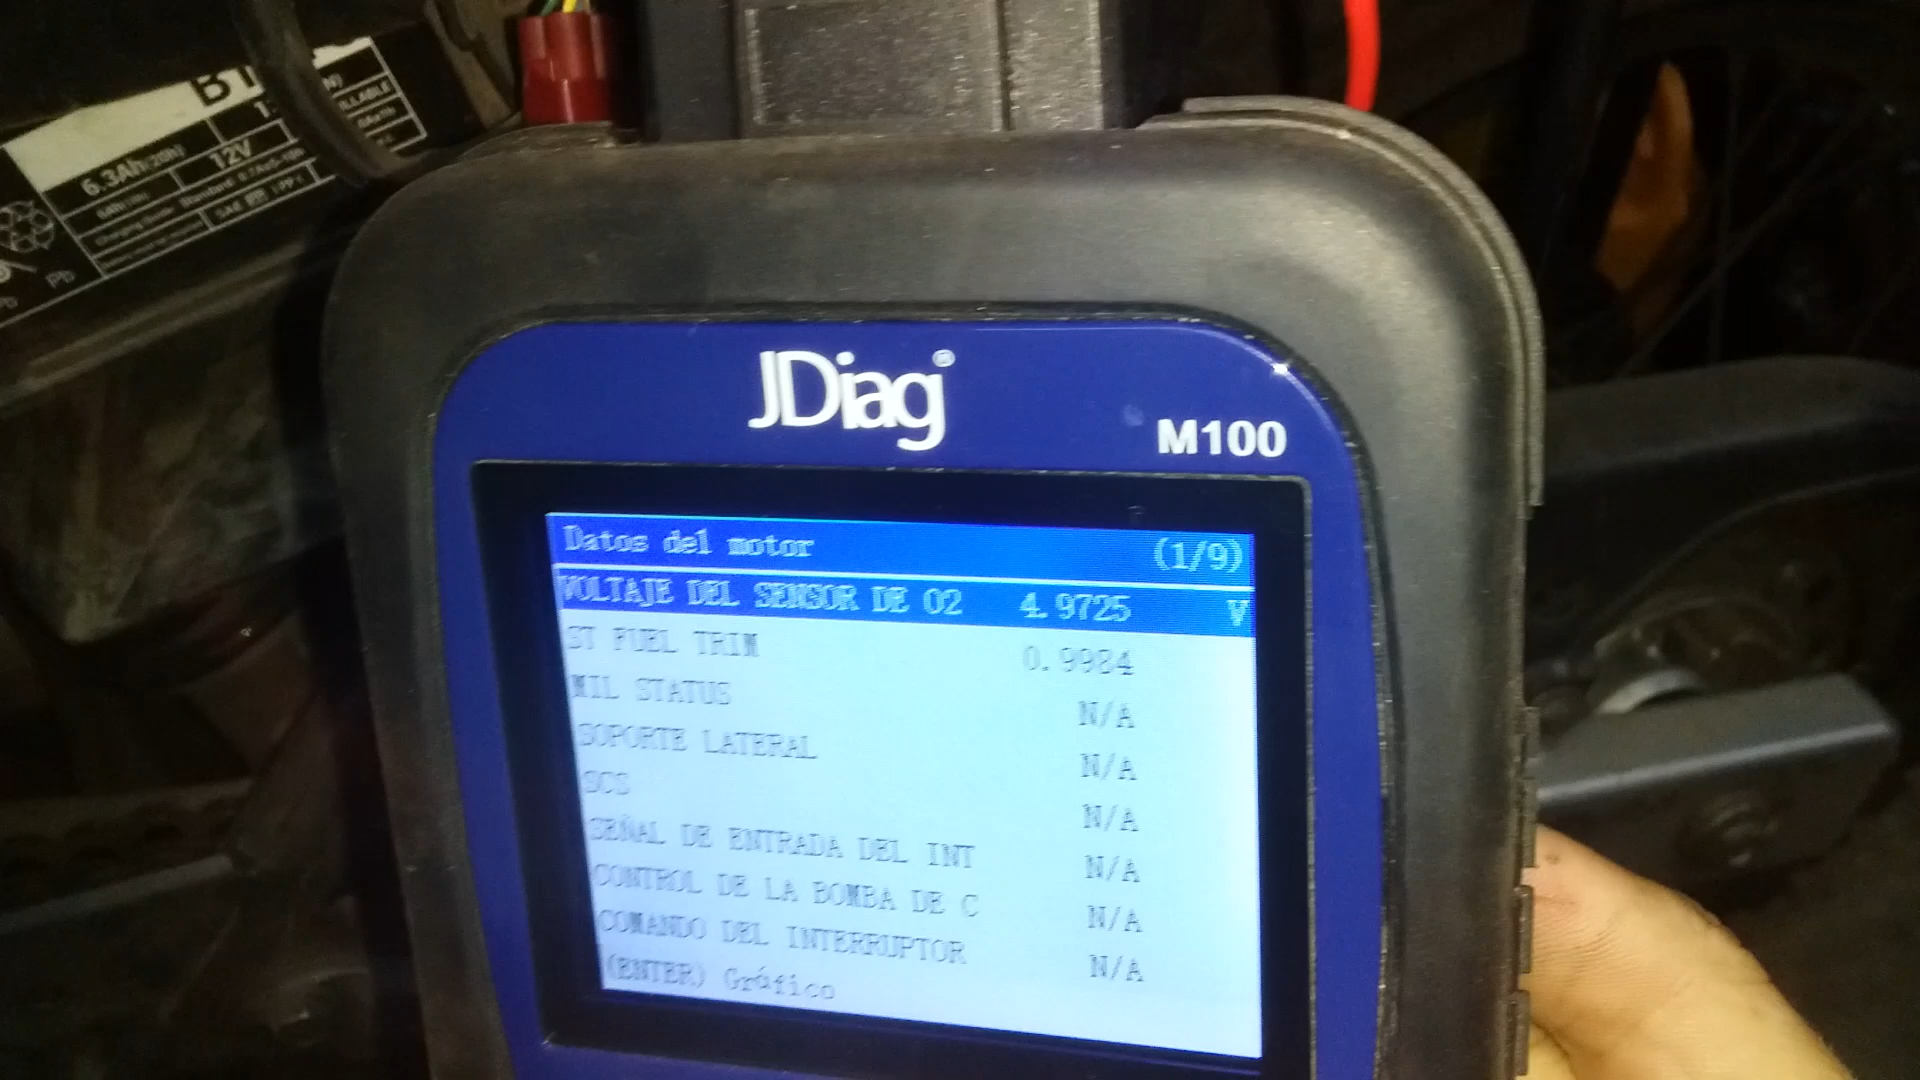 6.3Ah(20h)
12V
Pb
JDiag®
M100
Datos del motor (1/9)
VOLTAJE DEL SENSOR DE O2 4.9725 V
ST FUEL TRIM 0.9984
MIL STATUS N/A
SOPORTE LATERAL N/A
SCS N/A
SEÑAL DE ENTRADA DEL INT N/A
CONTROL DE LA BOMBA DE C N/A
COMANDO DEL INTERRUPTOR N/A
(ENTER) Gráfico